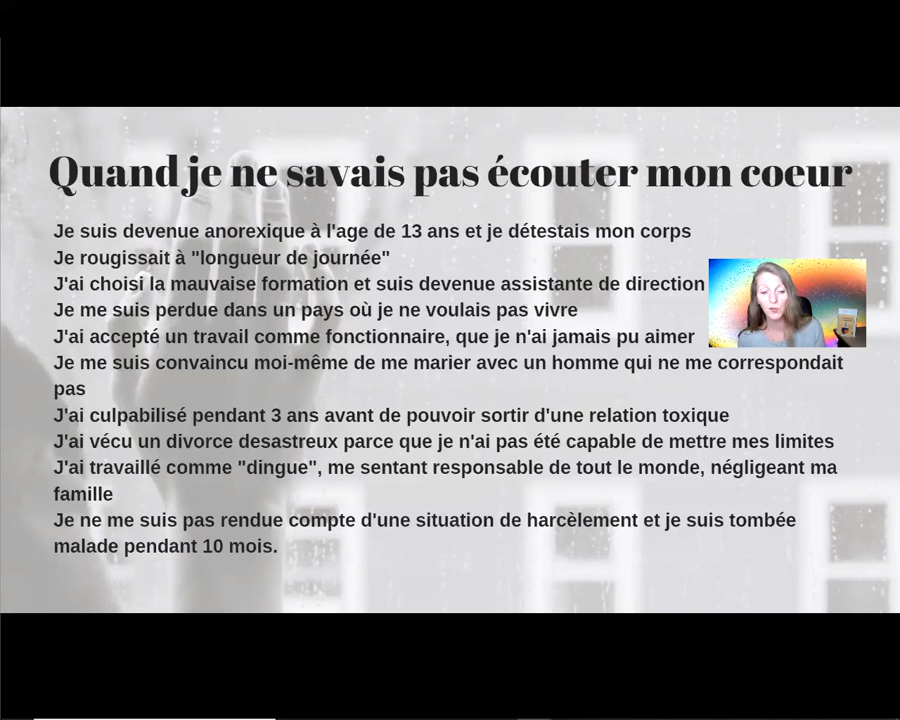 Quand je ne savais pas écouter mon coeur
Je suis devenue anorexique à l'age de 13 ans et je détestais mon corps
Je rougissait à "longueur de journée"
J'ai choisi la mauvaise formation et suis devenue assistante de direction
Je me suis perdue dans un pays où je ne voulais pas vivre
J'ai accepté un travail comme fonctionnaire, que je n'ai jamais pu aimer
Je me suis convaincu moi-même de me marier avec un homme qui ne me correspondait
pas
J'ai culpabilisé pendant 3 ans avant de pouvoir sortir d'une relation toxique
J'ai vécu un divorce desastreux parce que je n'ai pas été capable de mettre mes limites
J'ai travaillé comme "dingue", me sentant responsable de tout le monde, négligeant ma
famille
Je ne me suis pas rendue compte d'une situation de harcèlement et je suis tombée
malade pendant 10 mois.